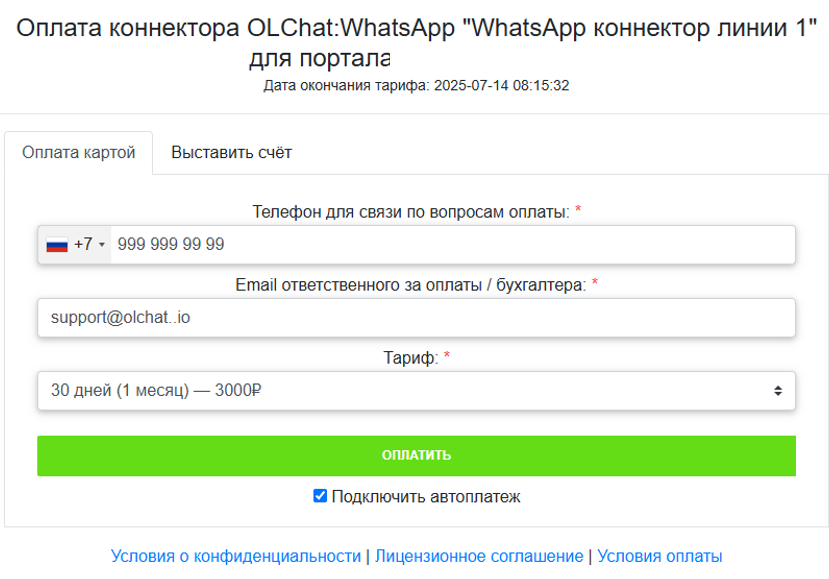 Оплата коннектора OLChat:WhatsApp "WhatsApp коннектор линии 1"
для портала
Дата окончания тарифа: 2025-07-14 08:15:32
Оплата картой Выставить счёт
Телефон для связи по вопросам оплаты: *
+7 999 999 99 99
Email ответственного за оплаты / бухгалтера: *
support@olchat..io
Тариф: *
30 дней (1 месяц) — 3000₽
ОПЛАТИТЬ
Подключить автоплатеж
Условия о конфиденциальности | Лицензионное соглашение | Условия оплаты